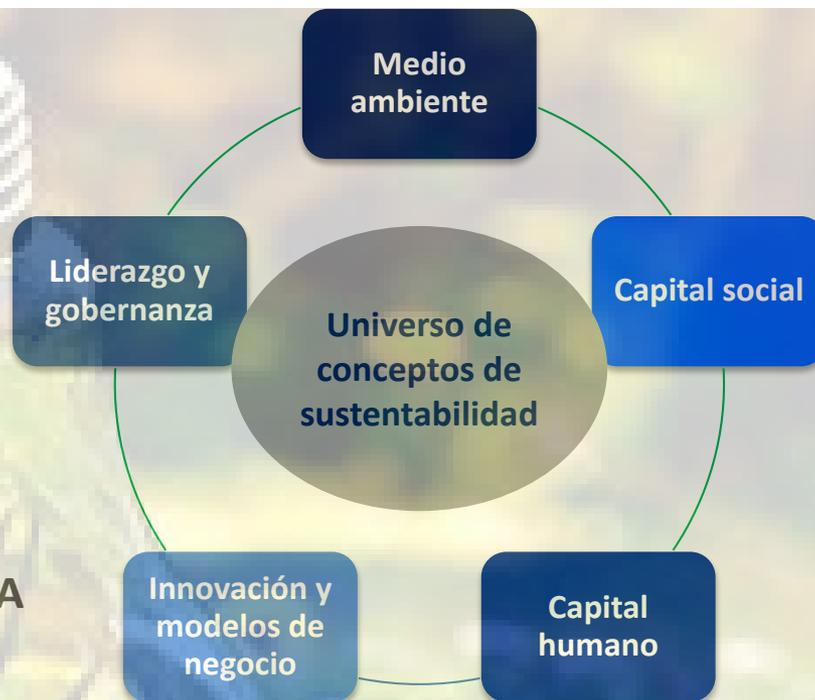 Medio
ambiente
Liderazgo y
gobernanza
Capital social
Universo de
conceptos de
sustentabilidad
Innovación y
modelos de
negocio
Capital
humano
A